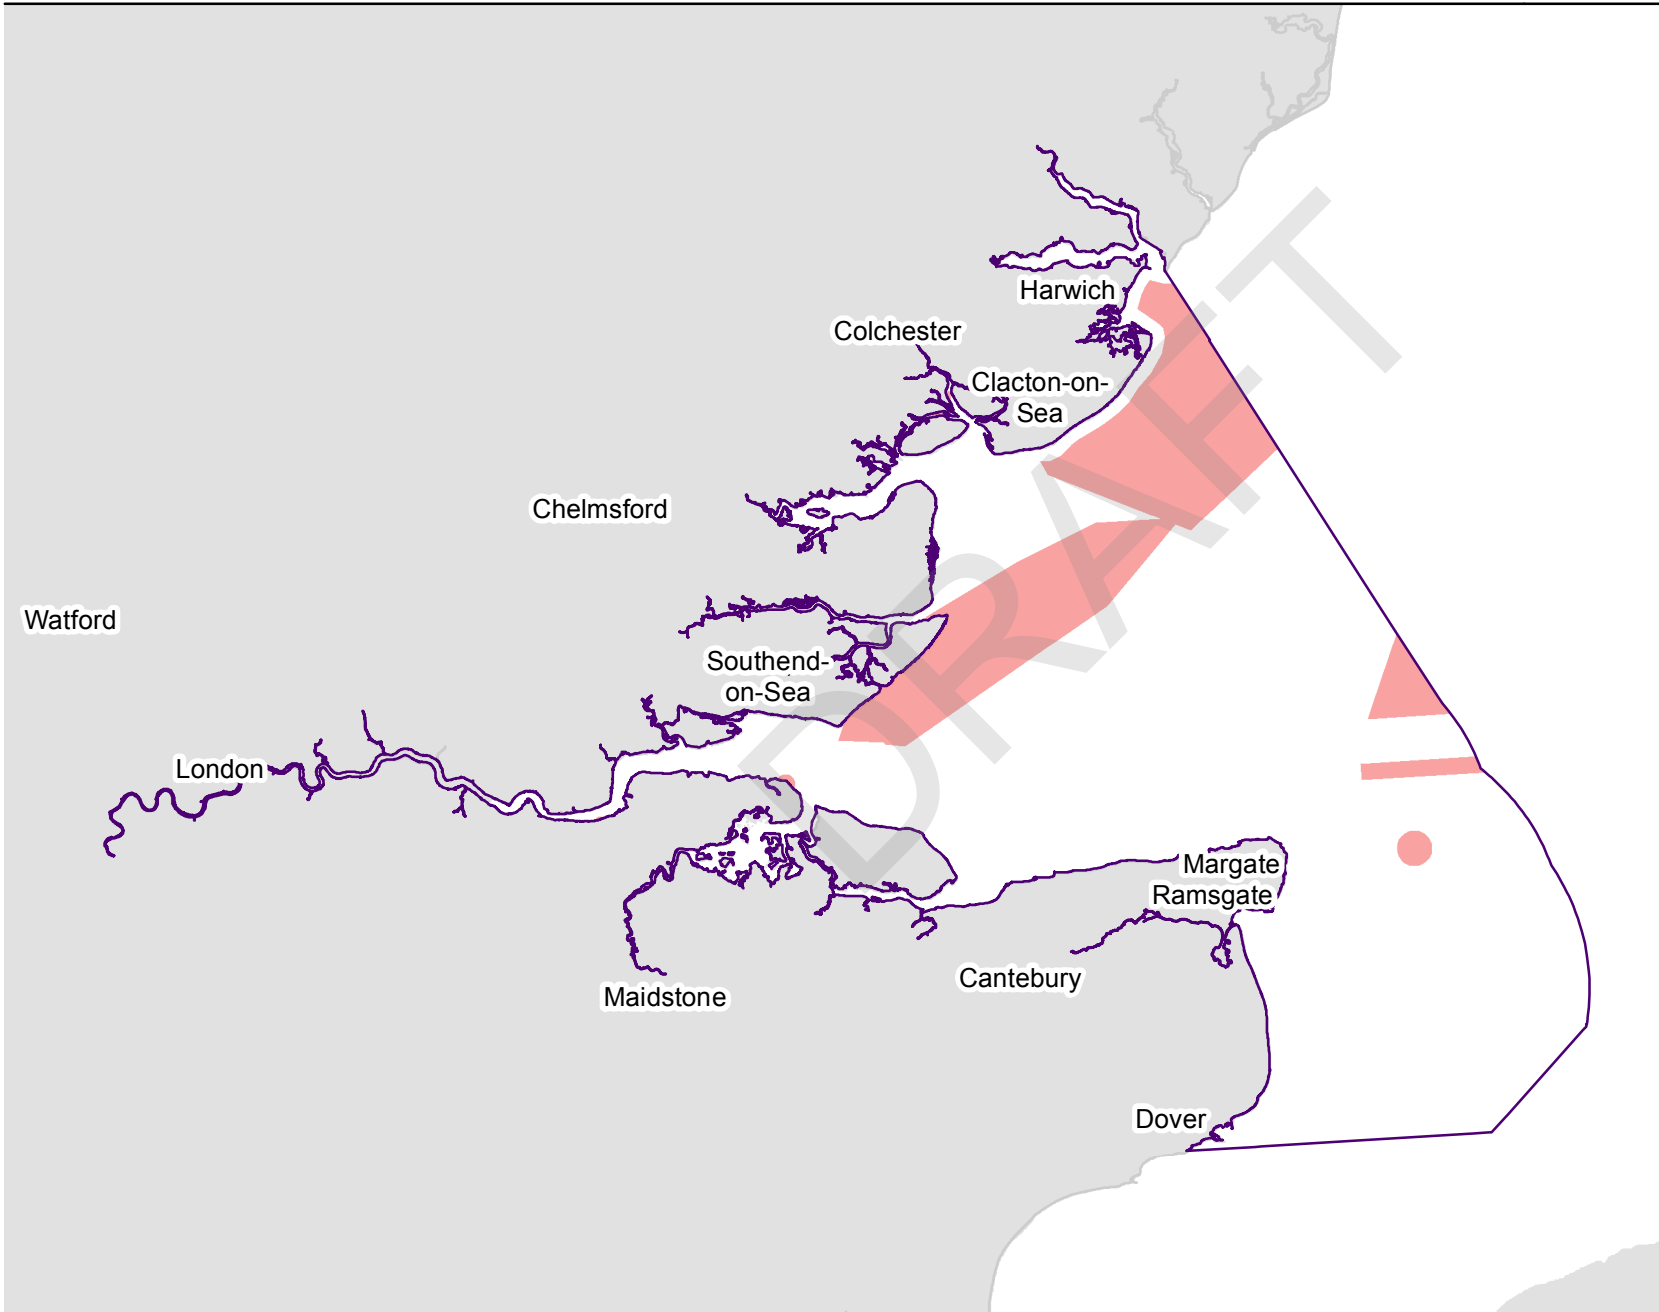 Harwich
Colchester
Clacton-on-
Sea
Chelmsford
Watford
Southend-
on-Sea
London
Margate
Ramsgate
Cantebury
Maidstone
Dover
DRAFT